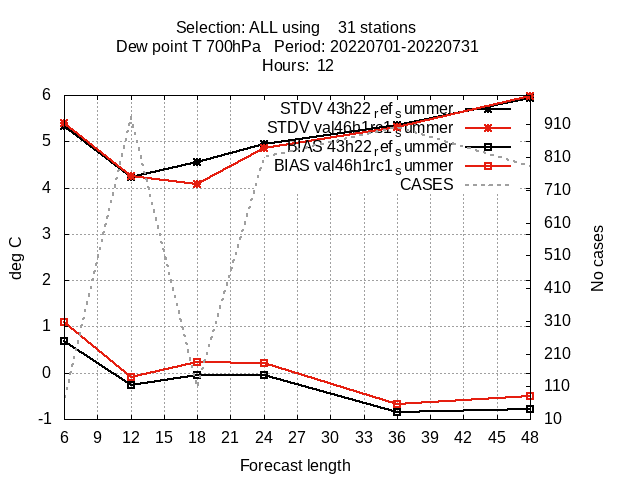 Selection: ALL using    31 stations
Dew point T 700hPa   Period: 20220701-20220731
Hours:  12
STDV 43h22_ref_summer
STDV val46h1rc1_summer
BIAS 43h22_ref_summer
BIAS val46h1rc1_summer
CASES
6
5
4
3
2
1
0
-1
deg C
910
810
710
610
510
410
310
210
110
10
No cases
6 9 12 15 18 21 24 27 30 33 36 39 42 45 48
Forecast length